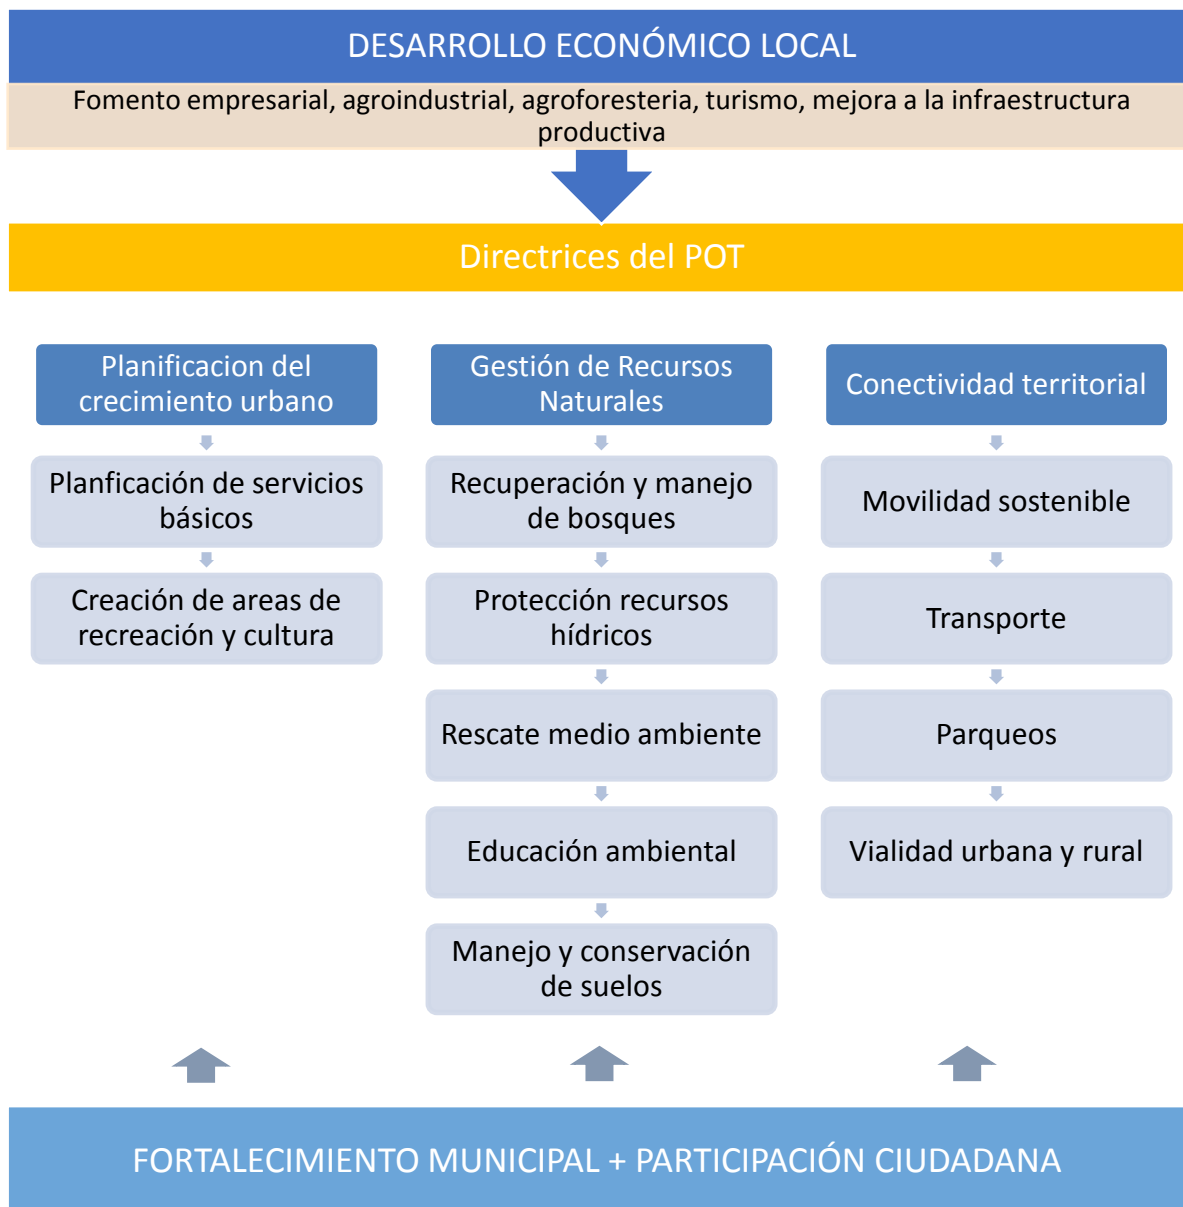 DESARROLLO ECONÓMICO LOCAL
Fomento empresarial, agroindustrial, agroforesteria, turismo, mejora a la infraestructura
productiva
Directrices del POT
Planificacion del
crecimiento urbano
Planficación de servicios
básicos
Creación de areas de
recreación y cultura
Gestión de Recursos
Naturales
Recuperación y manejo
de bosques
Protección recursos
hídricos
Rescate medio ambiente
Educación ambiental
Manejo y conservación
de suelos
Conectividad territorial
Movilidad sostenible
Transporte
Parqueos
Vialidad urbana y rural
FORTALECIMIENTO MUNICIPAL + PARTICIPACIÓN CIUDADANA